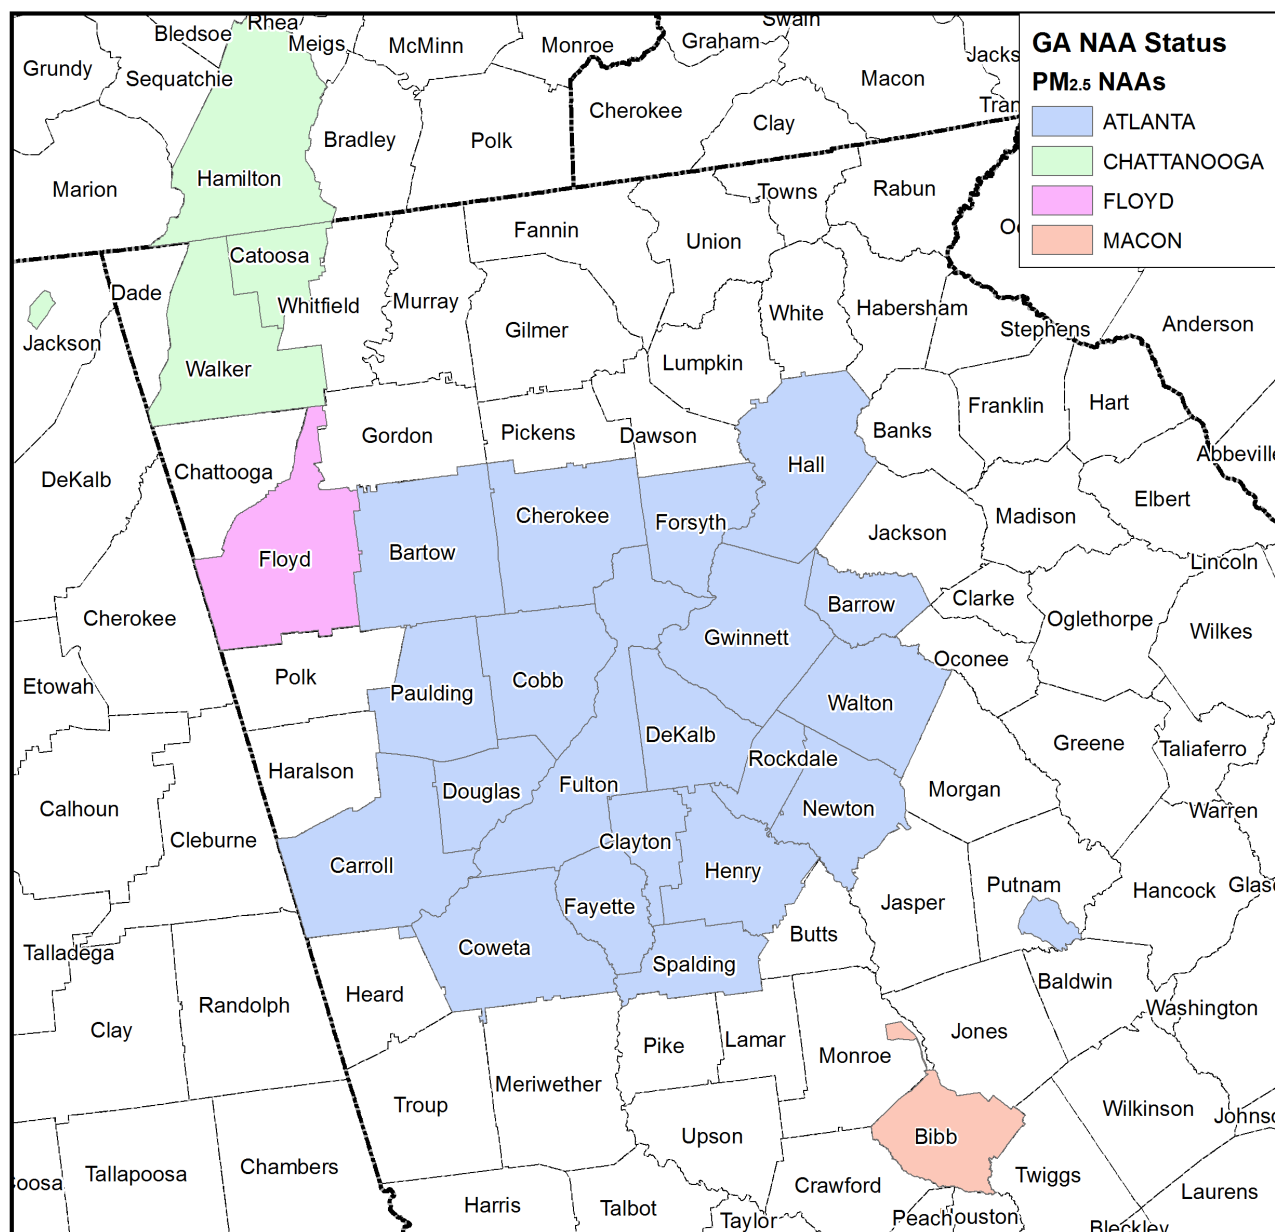 Rhea
Swain
Bledsoe
Meigs
McMinn
Monroe
Graham
GA NAA Status
Grundy
Sequatchie
Macon
PM2.5 NAAs
Cherokee
Clay
ATLANTA
Bradley
Polk
CHATTANOOGA
Marion
Hamilton
Towns
Rabun
FLOYD
Fannin
Union
MACON
Catoosa
Dade
Whitfield
Murray
White
Habersham
Jackson
Gilmer
Stephens
Anderson
Walker
Lumpkin
Franklin
Hart
Gordon
Pickens
Dawson
Banks
Chattooga
Hall
Abbeville
DeKalb
Elbert
Cherokee
Forsyth
Jackson
Madison
Floyd
Bartow
Lincoln
Cherokee
Barrow
Clarke
Oglethorpe
Wilkes
Gwinnett
Oconee
Etowah
Polk
Paulding
Cobb
Walton
DeKalb
Greene
Taliaferro
Haralson
Rockdale
Douglas
Fulton
Morgan
Calhoun
Newton
Warren
Cleburne
Clayton
Carroll
Henry
Putnam
Hancock
Glasc
Fayette
Jasper
Talladega
Coweta
Butts
Spalding
Baldwin
Randolph
Heard
Washington
Clay
Pike
Lamar
Monroe
Jones
Meriwether
Troup
Wilkinson
Johnso
Upson
Bibb
Tallapoosa
Chambers
Twiggs
oosa
Crawford
Laurens
Harris
Talbot
Taylor
Peach
ouston
Bleckley